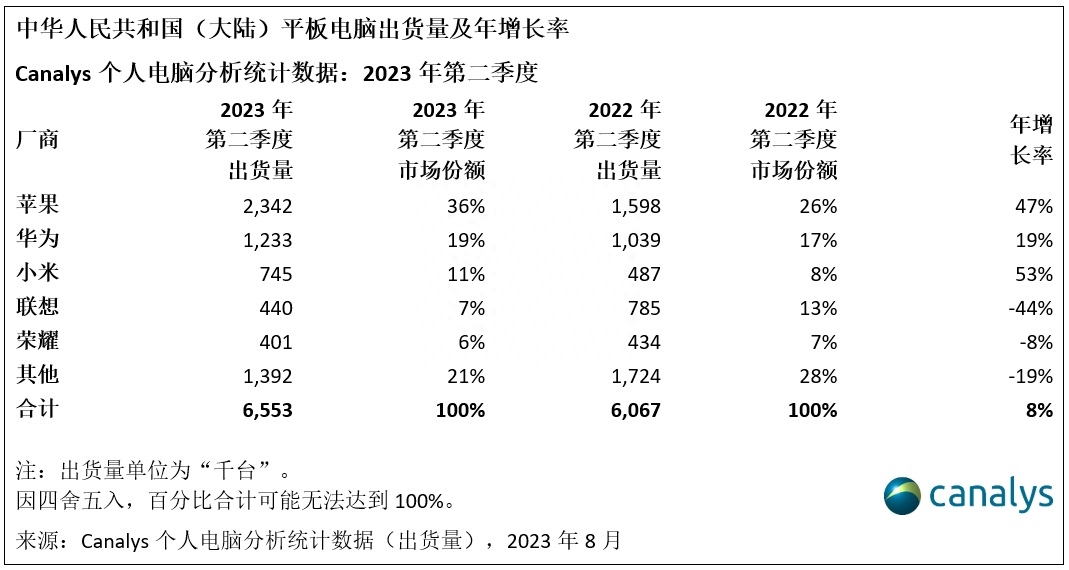 中华人民共和国（大陆）平板电脑出货量及年增长率
Canalys 个人电脑分析统计数据：2023 年第二季度
厂商 2023 年第二季度出货量 2023 年第二季度市场份额 2022 年第二季度出货量 2022 年第二季度市场份额 年增长率
苹果 2,342 36% 1,598 26% 47%
华为 1,233 19% 1,039 17% 19%
小米 745 11% 487 8% 53%
联想 440 7% 785 13% -44%
荣耀 401 6% 434 7% -8%
其他 1,392 21% 1,724 28% -19%
合计 6,553 100% 6,067 100% 8%
注：出货量单位为“千台”。
因四舍五入，百分比合计可能无法达到 100%。
canalys
来源：Canalys 个人电脑分析统计数据（出货量），2023 年 8 月